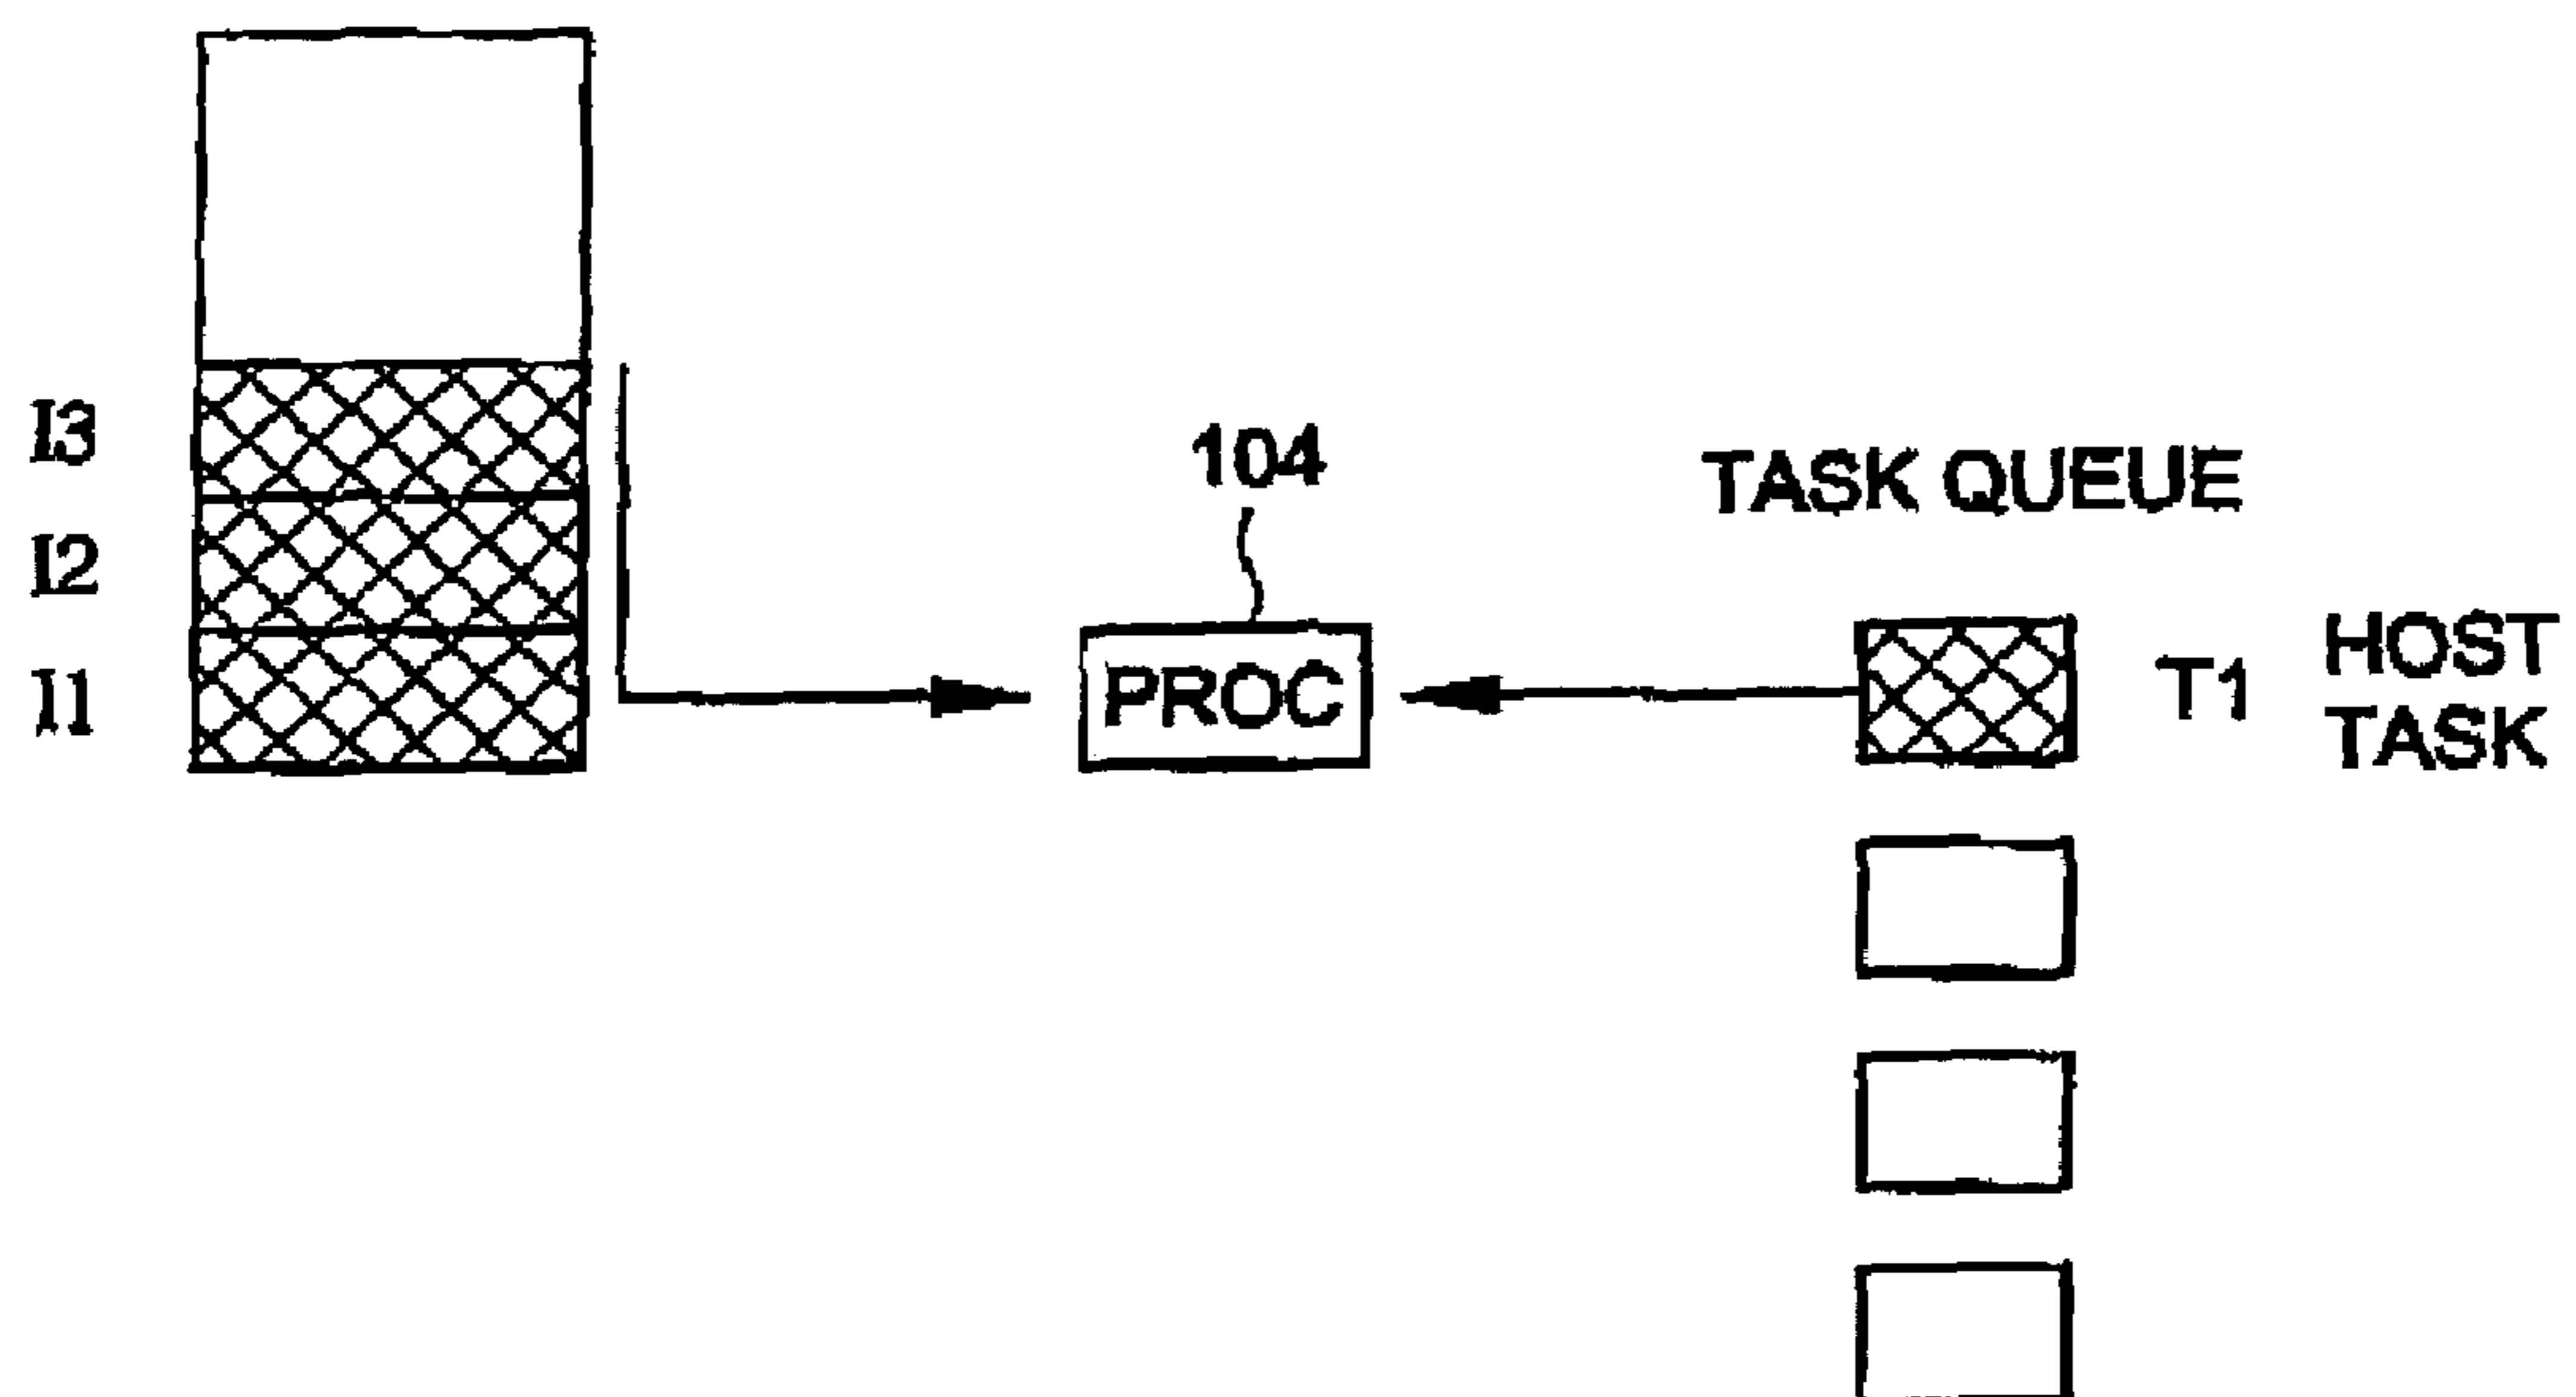 I3
I2
I1
104
PROC
TASK QUEUE
T1
HOST
TASK